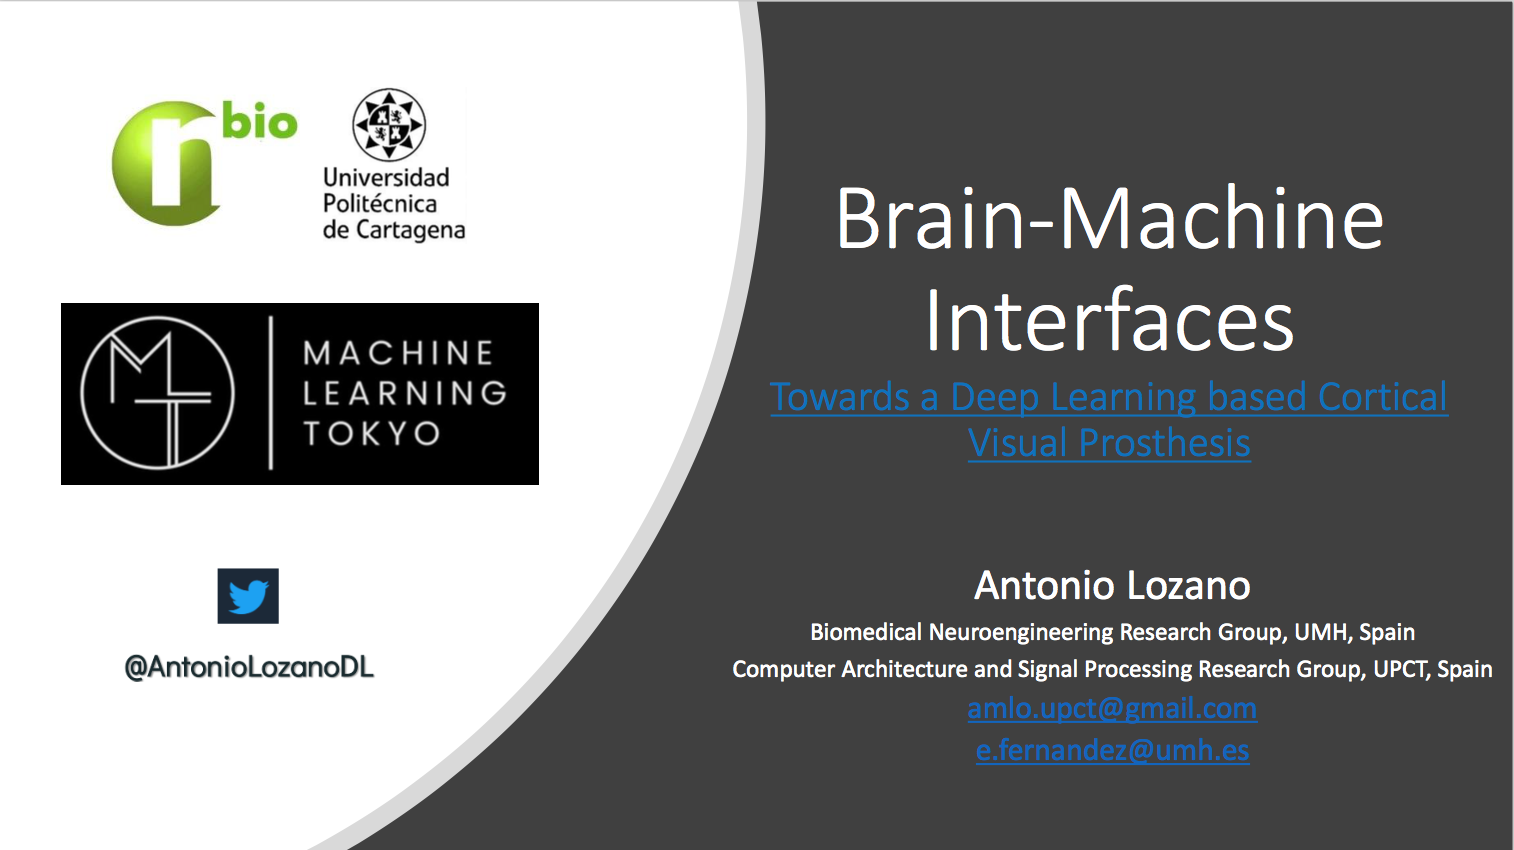 bio
Universidad
Politécnica
de Cartagena
MACHINE
LEARNING
TOKYO
@AntonioLozanoDL
Brain-Machine
Interfaces
Towards a Deep Learning based Cortical
Visual Prosthesis
Antonio Lozano
Biomedical Neuroengineering Research Group, UMH, Spain
Computer Architecture and Signal Processing Research Group, UPCT, Spain
amlo.upct@gmail.com
e.fernandez@umh.es